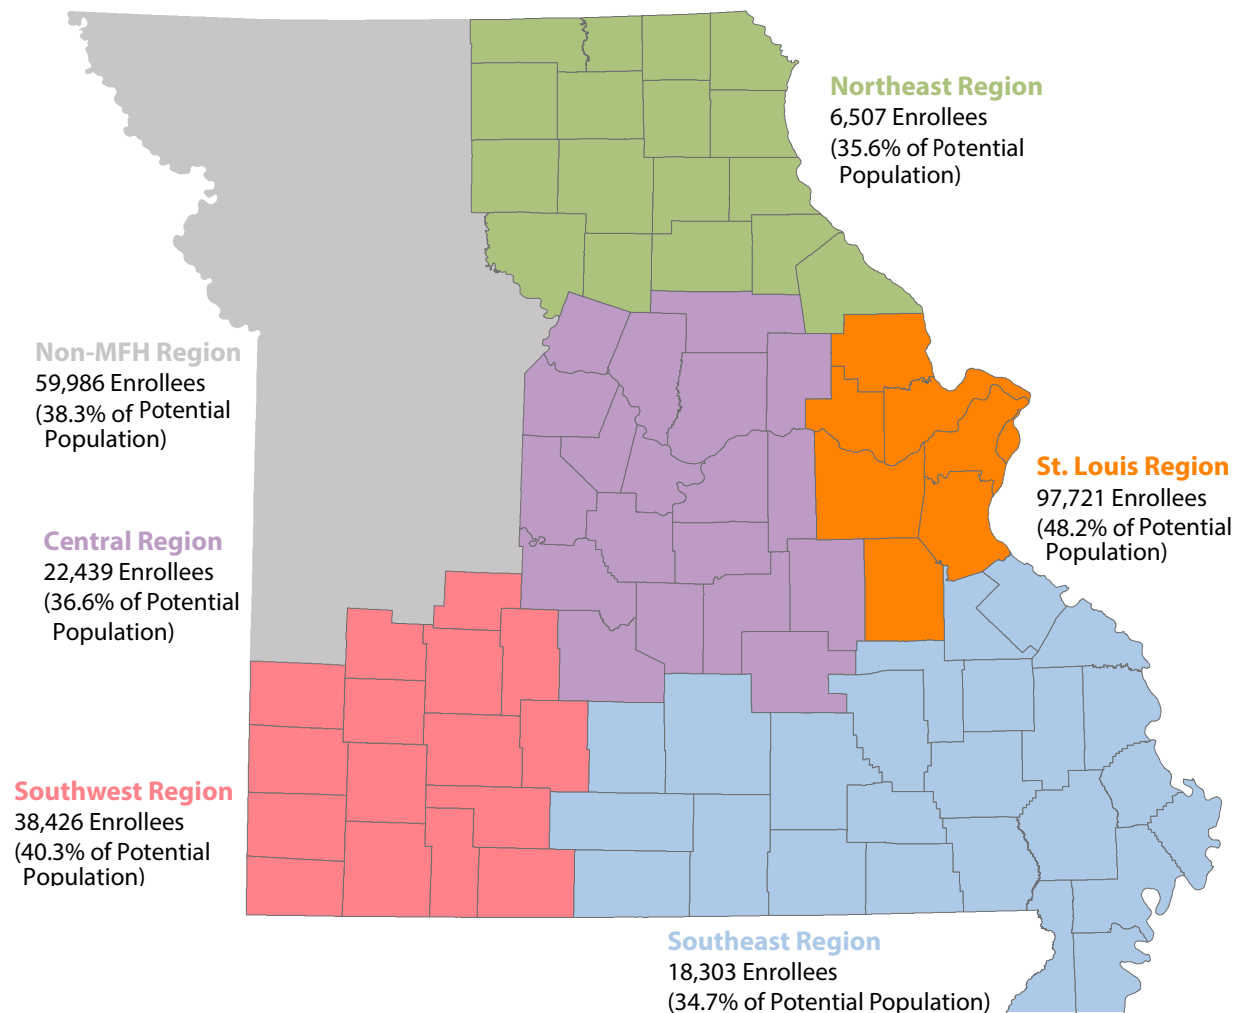 Northeast Region
6,507 Enrollees
(35.6% of Potential
Population)
Non-MFH Region
59,986 Enrollees
(38.3% of Potential
Population)
St. Louis Region
97,721 Enrollees
(48.2% of Potential
Population)
Central Region
22,439 Enrollees
(36.6% of Potential
Population)
Southwest Region
38,426 Enrollees
(40.3% of Potential
Population)
Southeast Region
18,303 Enrollees
(34.7% of Potential Population)